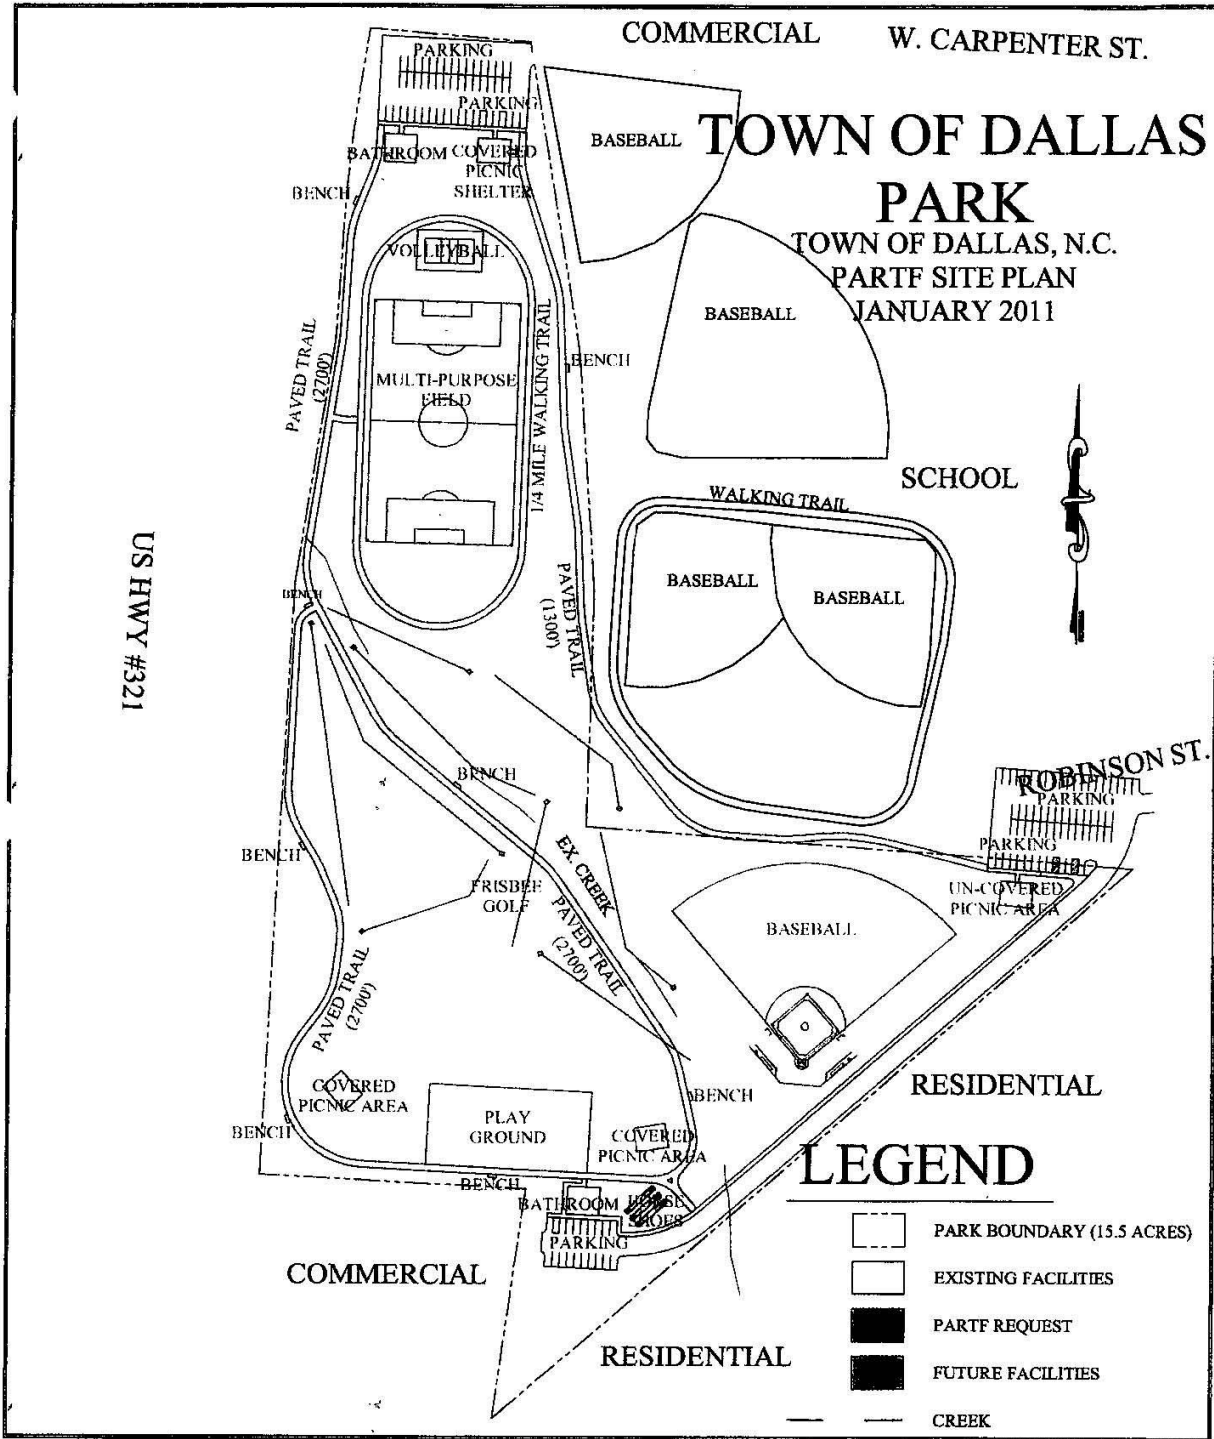 COMMERCIAL
W. CARPENTER ST.
PARKING
PARKING
BASEBALL
TOWN OF DALLAS
PARK
TOWN OF DALLAS, N.C.
PARTF SITE PLAN
JANUARY 2011
BATHROOM
COVERED
PICNIC
SHELTER
BENCH
VOLLEYBALL
BASEBALL
PAVED TRAIL
(2700')
MULTI-PURPOSE
FIELD
1/4 MILE WALKING TRAIL
BENCH
SCHOOL
WALKING TRAIL
US HWY #321
BENCH
PAVED TRAIL
(1300')
BASEBALL
BASEBALL
BENCH
ROBINSON ST.
PARKING
PARKING
BENCH
FRISBEE
GOLF
EX. CREEK
PAVED TRAIL
(2700')
UN-COVERED
PICNIC AREA
BASEBALL
PAVED TRAIL
(2700')
COVERED
PICNIC AREA
BENCH
PLAY
GROUND
COVERED
PICNIC AREA
BENCH
RESIDENTIAL
BENCH
BATHROOM
HORSE
SHOES
PARKING
COMMERCIAL
RESIDENTIAL
LEGEND
PARK BOUNDARY (15.5 ACRES)
EXISTING FACILITIES
PARTF REQUEST
FUTURE FACILITIES
CREEK